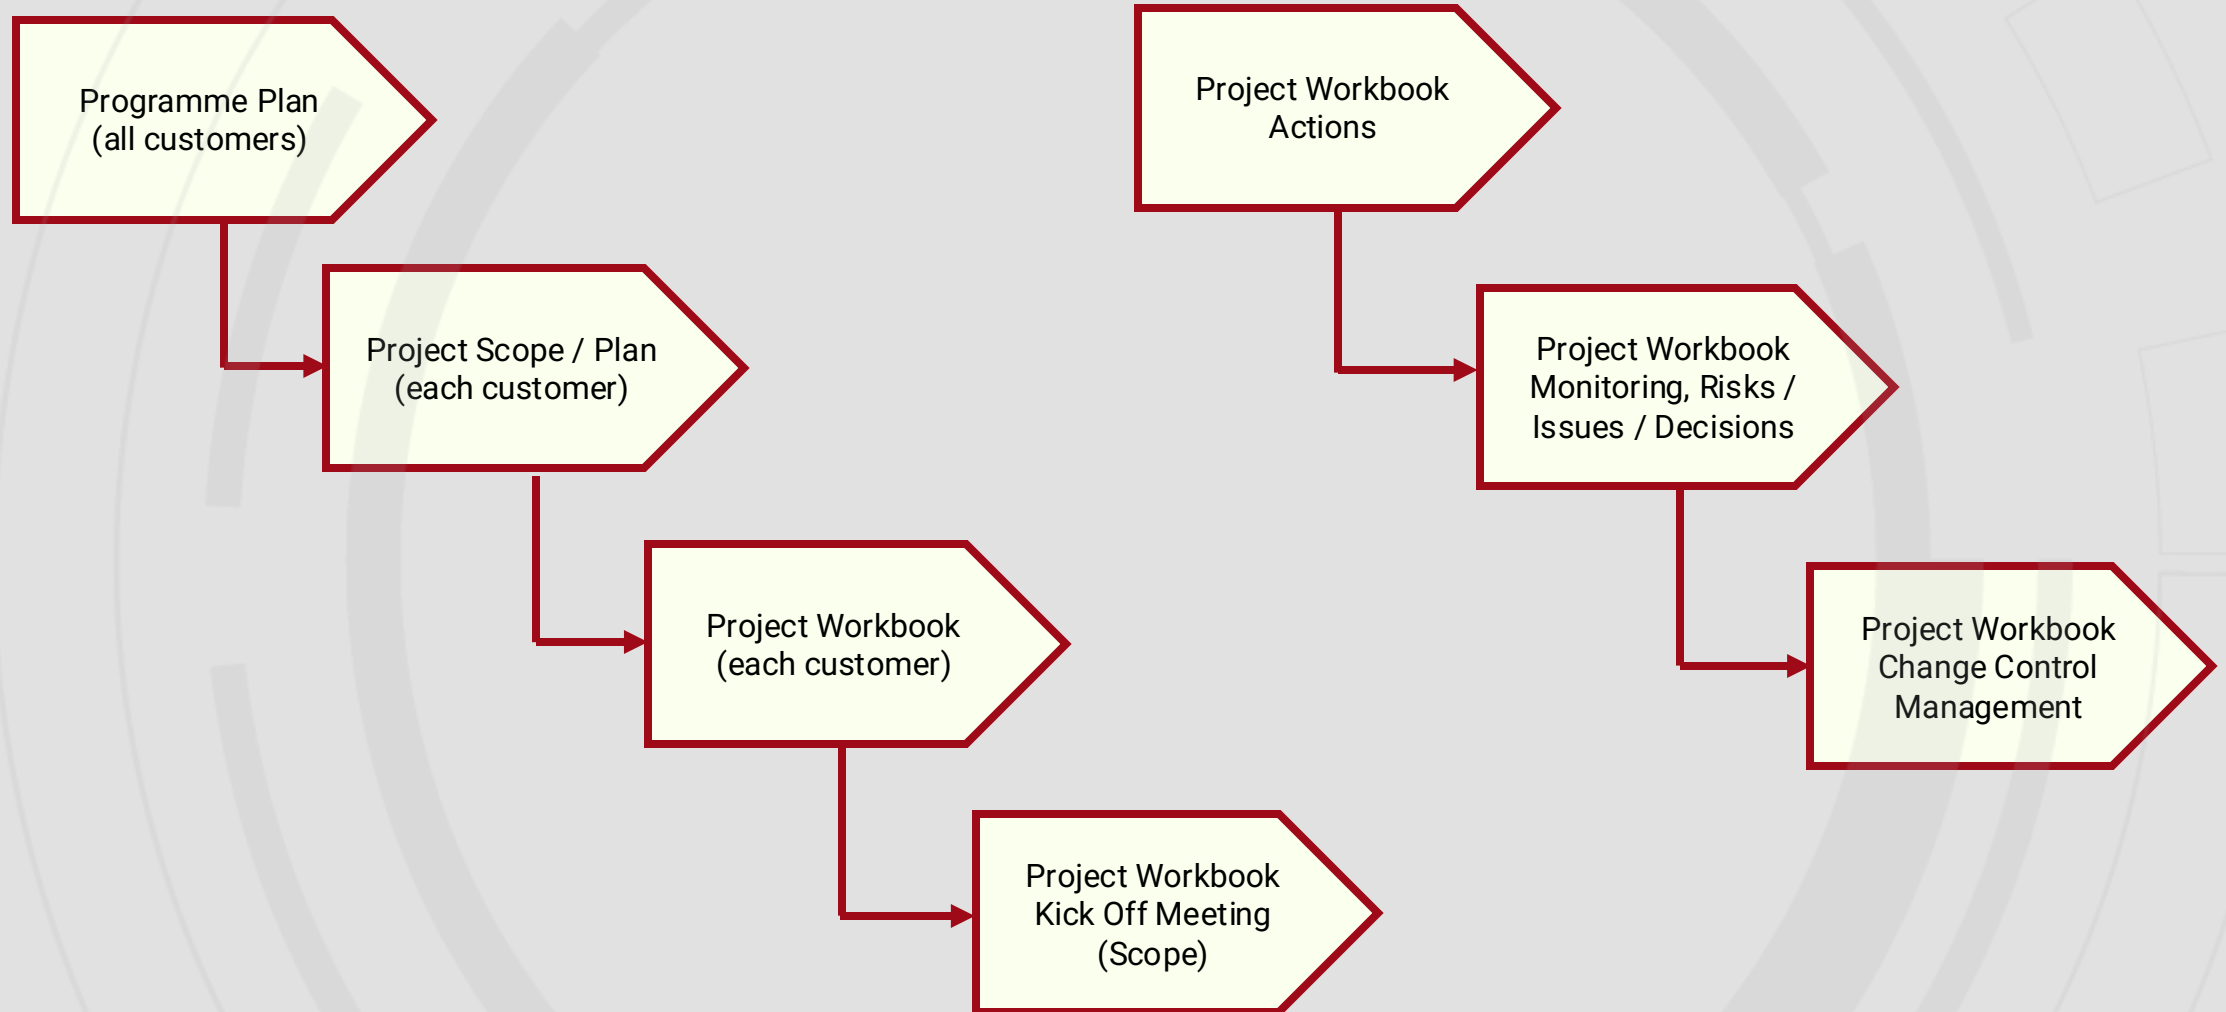 Programme Plan
(all customers)
Project Scope / Plan
(each customer)
Project Workbook
(each customer)
Project Workbook
Kick Off Meeting
(Scope)
Project Workbook
Actions
Project Workbook
Monitoring, Risks /
Issues / Decisions
Project Workbook
Change Control
Management